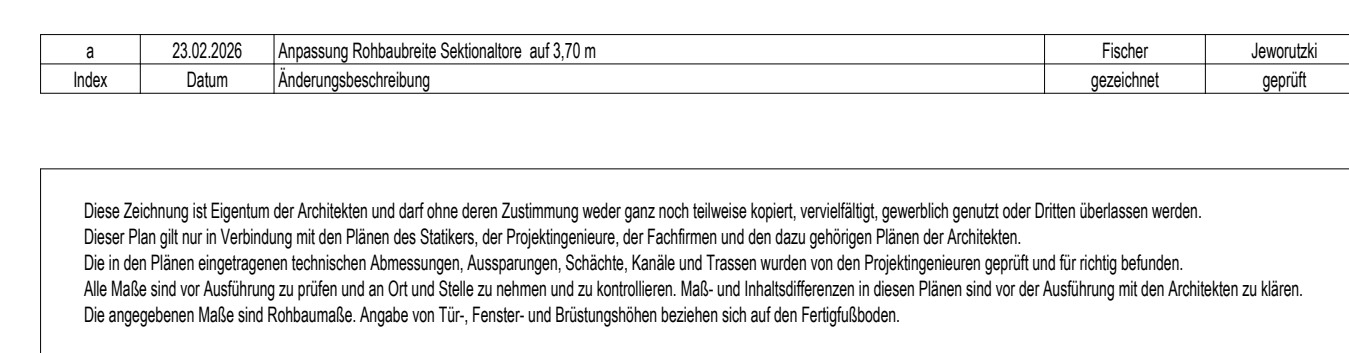 a 23.02.2026 Anpassung Rohbaubreite Sektionaltore auf 3,70 m Fischer Jeworutzki
Index Datum Änderungsbeschreibung gezeichnet geprüft
Diese Zeichnung ist Eigentum der Architekten und darf ohne deren Zustimmung weder ganz noch teilweise kopiert, vervielfältigt, gewerblich genutzt oder Dritten überlassen werden.
Dieser Plan gilt nur in Verbindung mit den Plänen des Statikers, der Projektingenieure, der Fachfirmen und den dazu gehörigen Plänen der Architekten.
Die in den Plänen eingetragenen technischen Abmessungen, Aussparungen, Schächte, Kanäle und Trassen wurden von den Projektingenieuren geprüft und für richtig befunden.
Alle Maße sind vor Ausführung zu prüfen und an Ort und Stelle zu nehmen und zu kontrollieren. Maß- und Inhaltsdifferenzen in diesen Plänen sind vor der Ausführung mit den Architekten zu klären.
Die angegebenen Maße sind Rohbaumaße. Angabe von Tür-, Fenster- und Brüstungshöhen beziehen sich auf den Fertigfußboden.